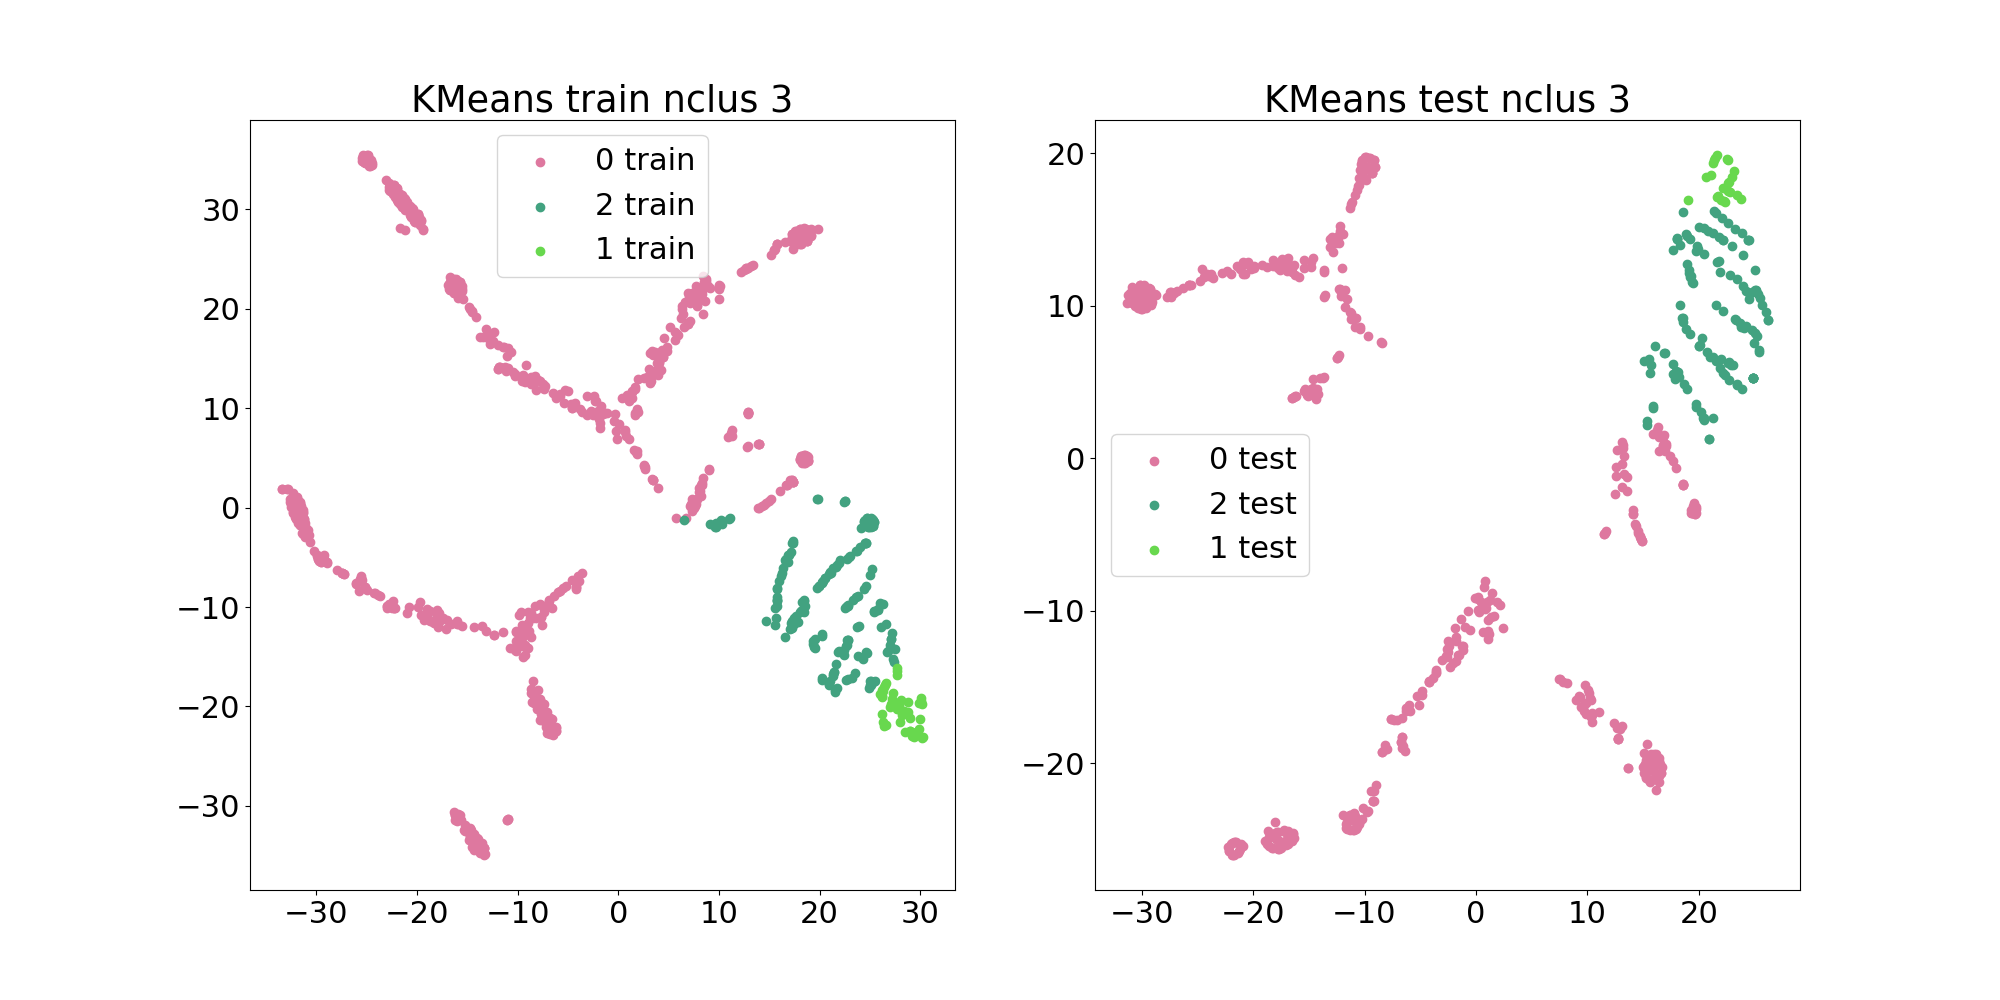 KMeans train nclus 3
0 train
2 train
1 train
30
20
10
0
−10
−20
−30
−30 −20 −10 0 10 20 30
KMeans test nclus 3
20
10
0
−10
−20
0 test
2 test
1 test
−30 −20 −10 0 10 20